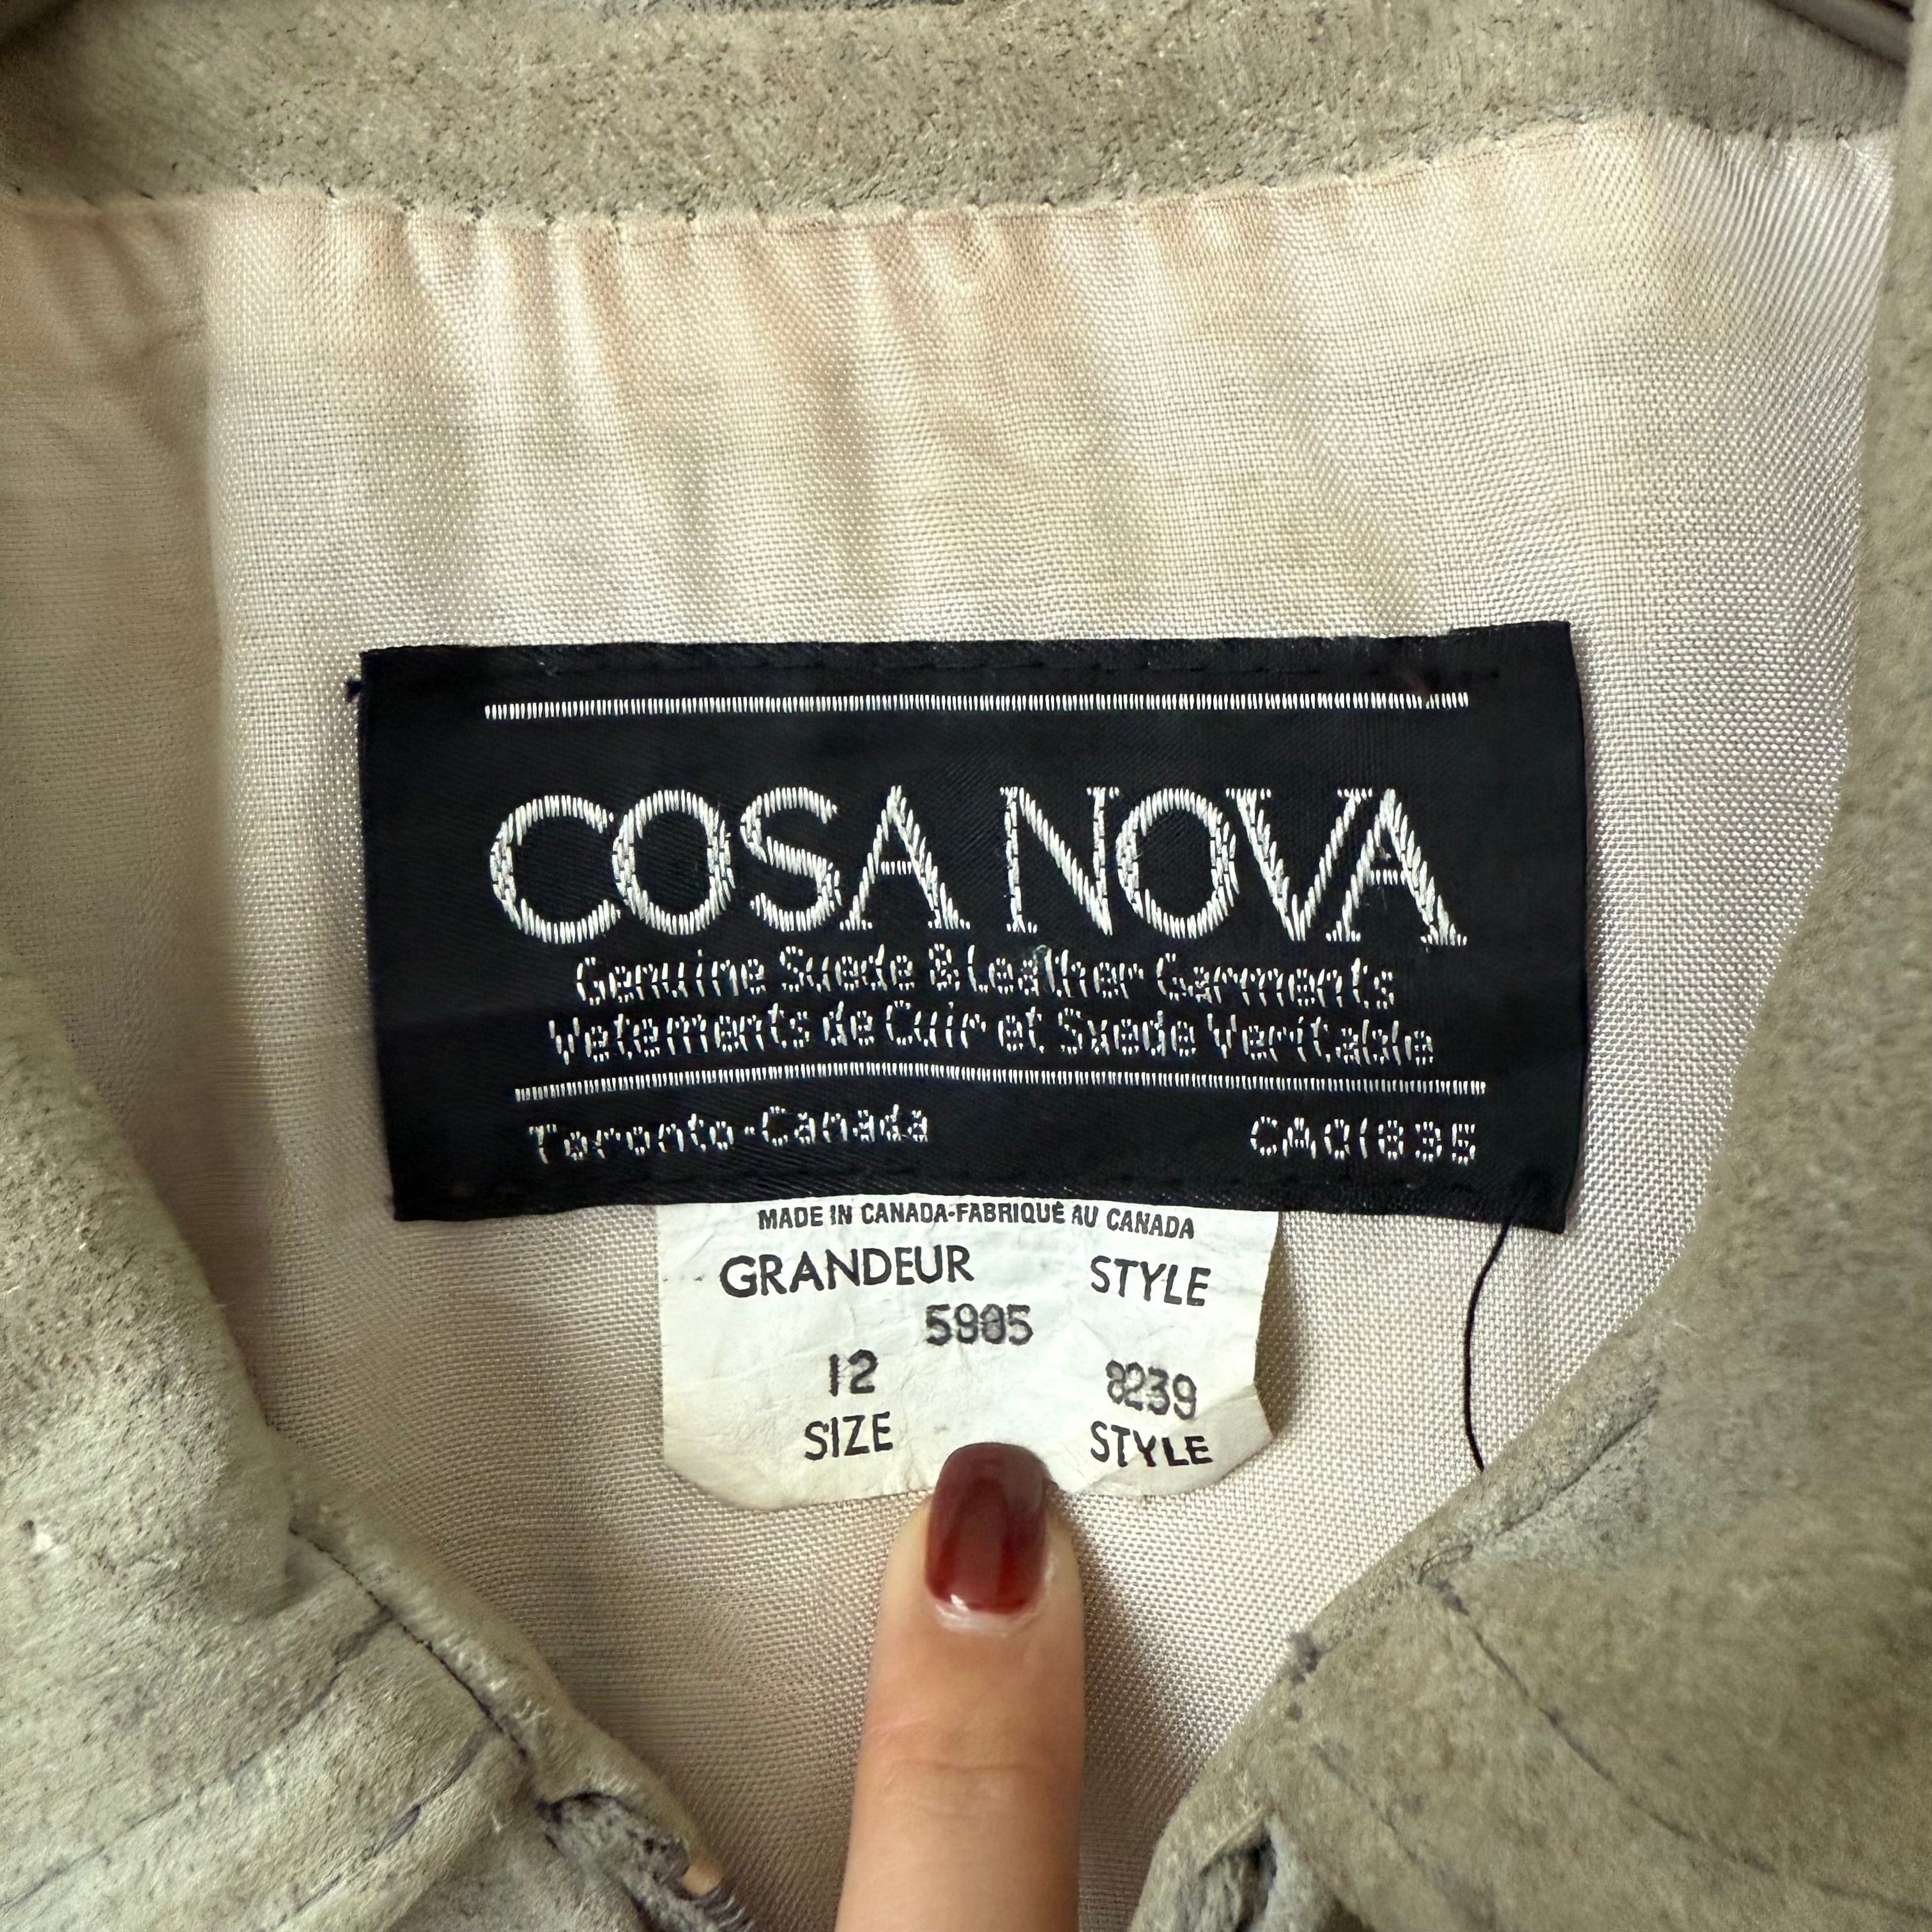 COSA NOVA
Genuine Suede & Leather Garments
Vetements de Cuir et Suede Veritable
Toronto-Canada CA01835
MADE IN CANADA-FABRIQUÉ AU CANADA
GRANDEUR STYLE
5905
12 8239
SIZE STYLE